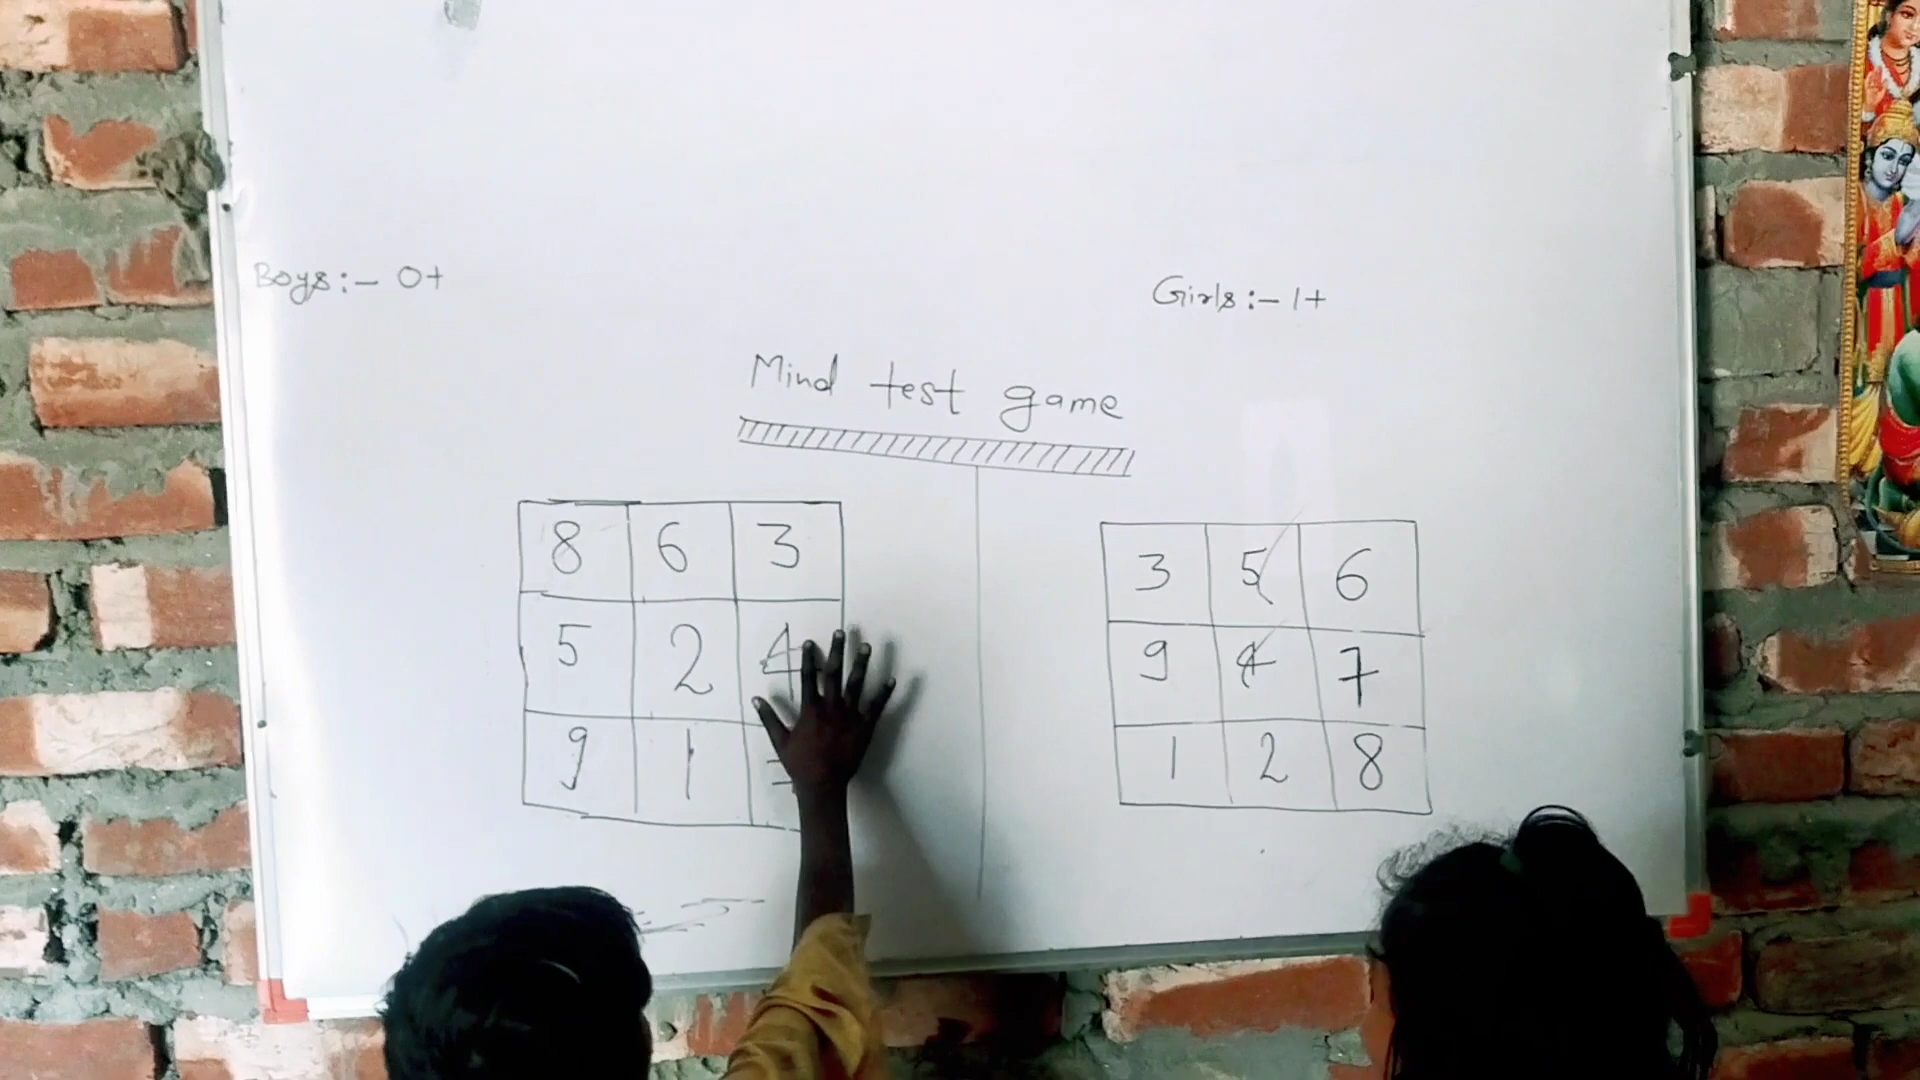 Boys:- 0+
Girls:- 1+
Mind test game
8 6 3
5 2 4
9 1
3 5 6
9 4 7
1 2 8